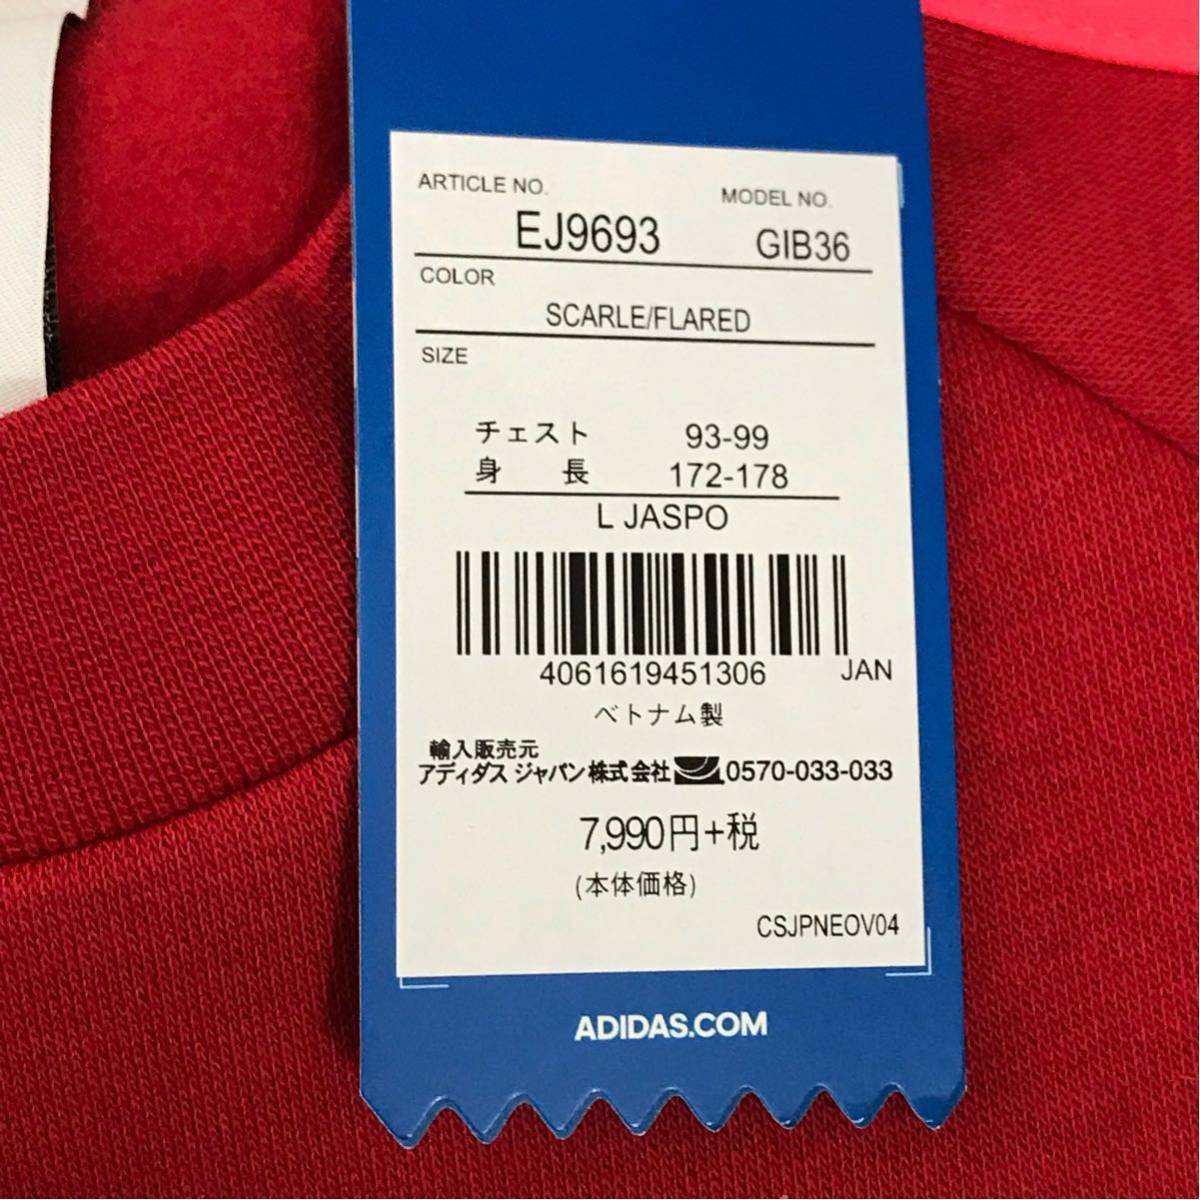 ARTICLE NO. MODEL NO.
EJ9693 GIB36
COLOR
SCARLE/FLARED
SIZE
チェスト 93-99
身 長 172-178
L JASPO
4061619451306 JAN
ベトナム製
輸入販売元
アディダス ジャパン株式会社 0570-033-033
7,990円+税
(本体価格)
CSJPNEOV04
ADIDAS.COM